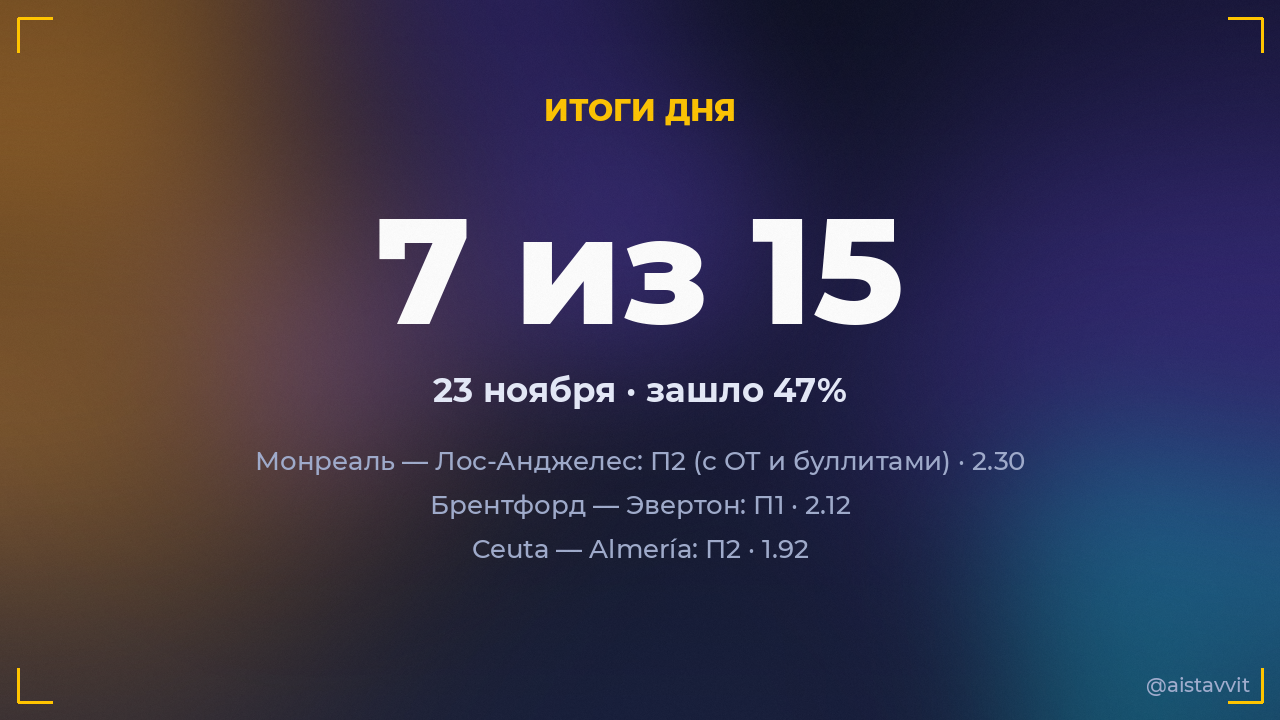 ИТОГИ ДНЯ
7 из 15
23 ноября · зашло 47%
Монреаль — Лос-Анджелес: П2 (с ОТ и буллитами) · 2.30
Брентфорд — Эвертон: П1 · 2.12
Ceuta — Almería: П2 · 1.92
@aistavvit